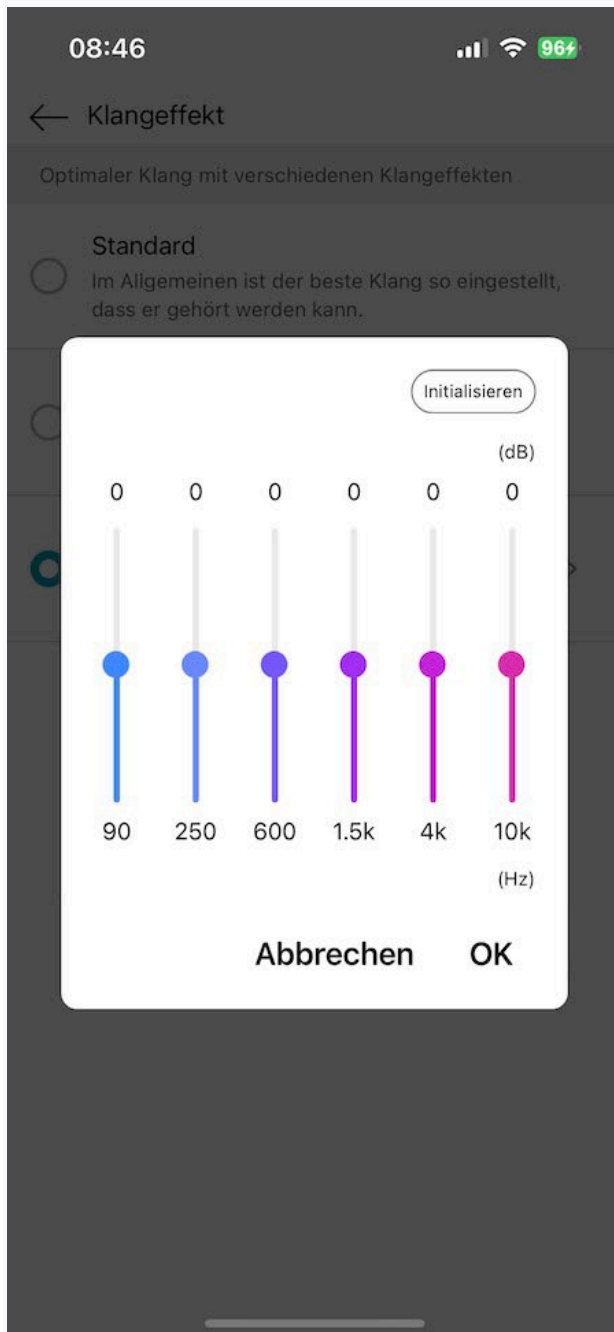 08:46
96
Klangeffekt
Optimaler Klang mit verschiedenen Klangeffekten
Standard
Im Allgemeinen ist der beste Klang so eingestellt,
dass er gehört werden kann.
Initialisieren
(dB)
0 0 0 0 0 0
90 250 600 1.5k 4k 10k
(Hz)
Abbrechen OK